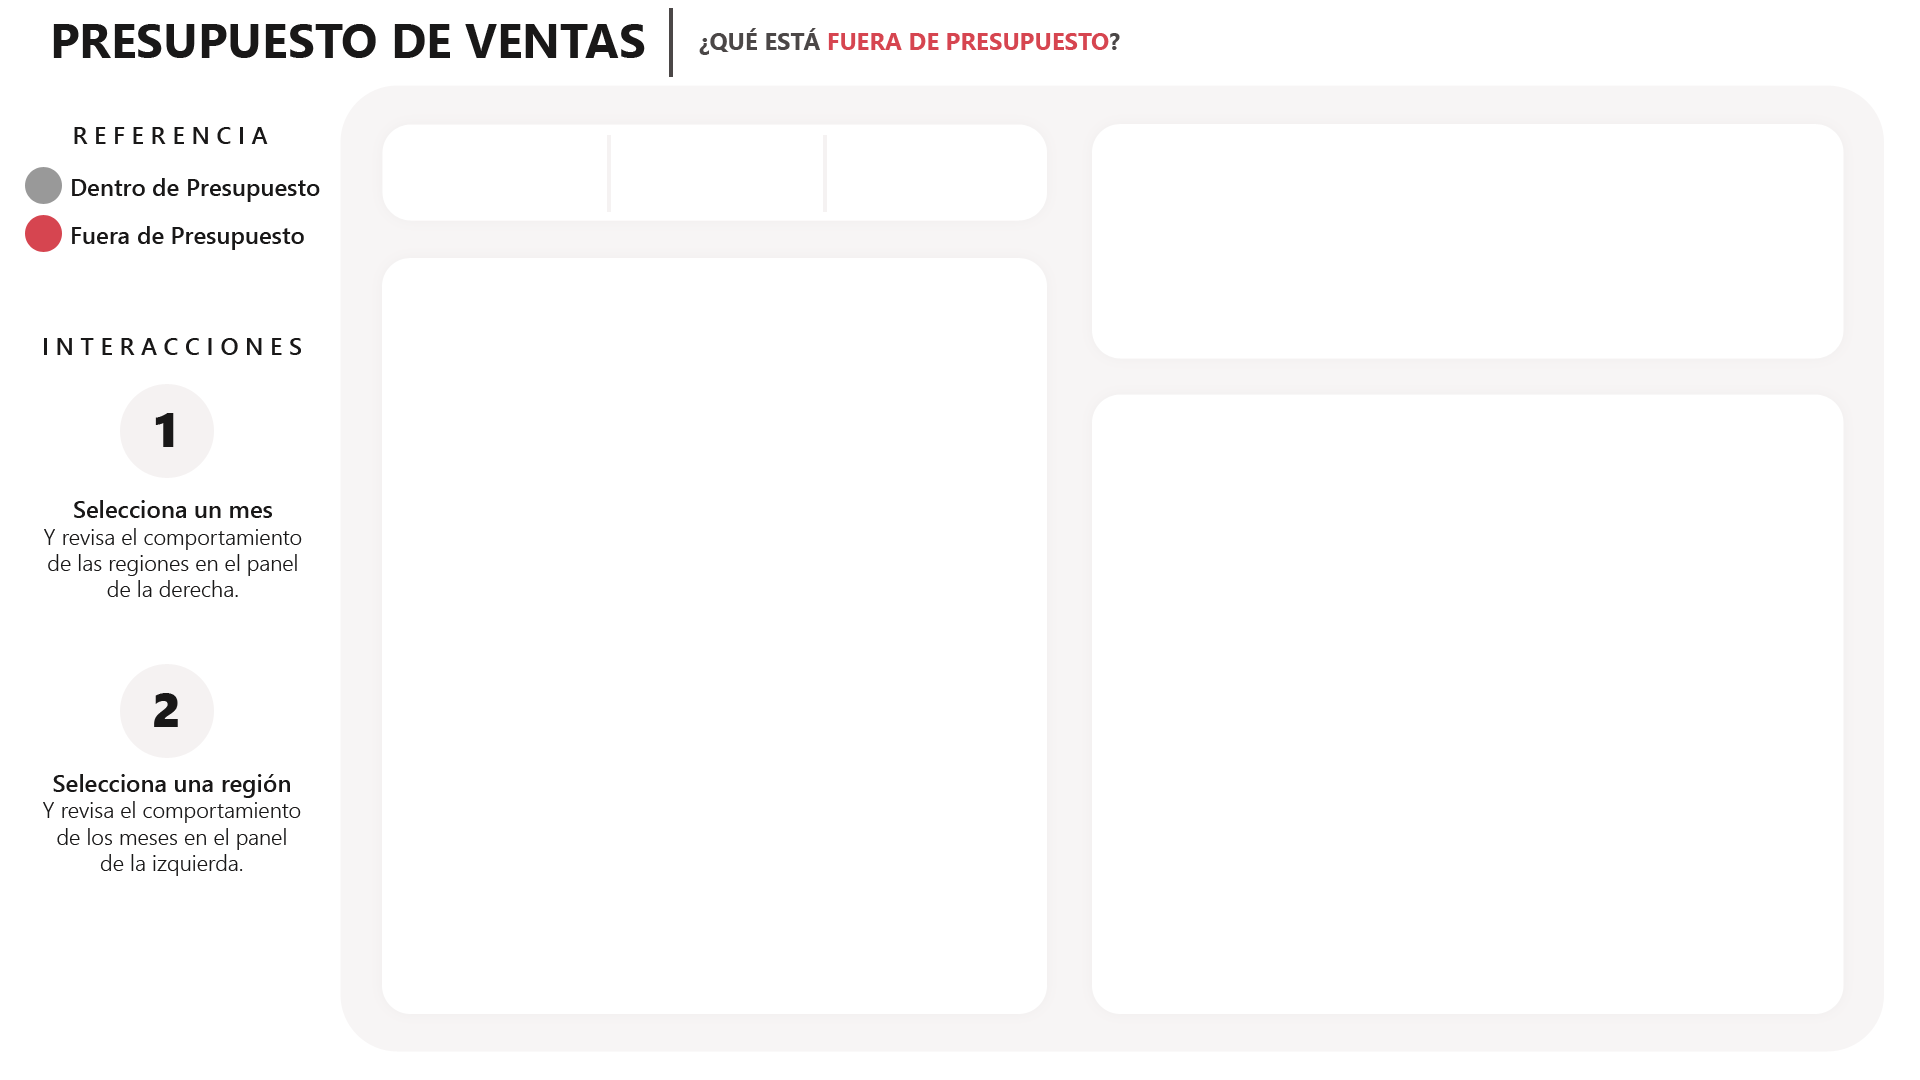 PRESUPUESTO DE VENTAS
¿QUÉ ESTÁ FUERA DE PRESUPUESTO?
REFERENCIA
Dentro de Presupuesto
Fuera de Presupuesto
INTERACCIONES
1
Selecciona un mes
Y revisa el comportamiento
de las regiones en el panel
de la derecha.
2
Selecciona una región
Y revisa el comportamiento
de los meses en el panel
de la izquierda.